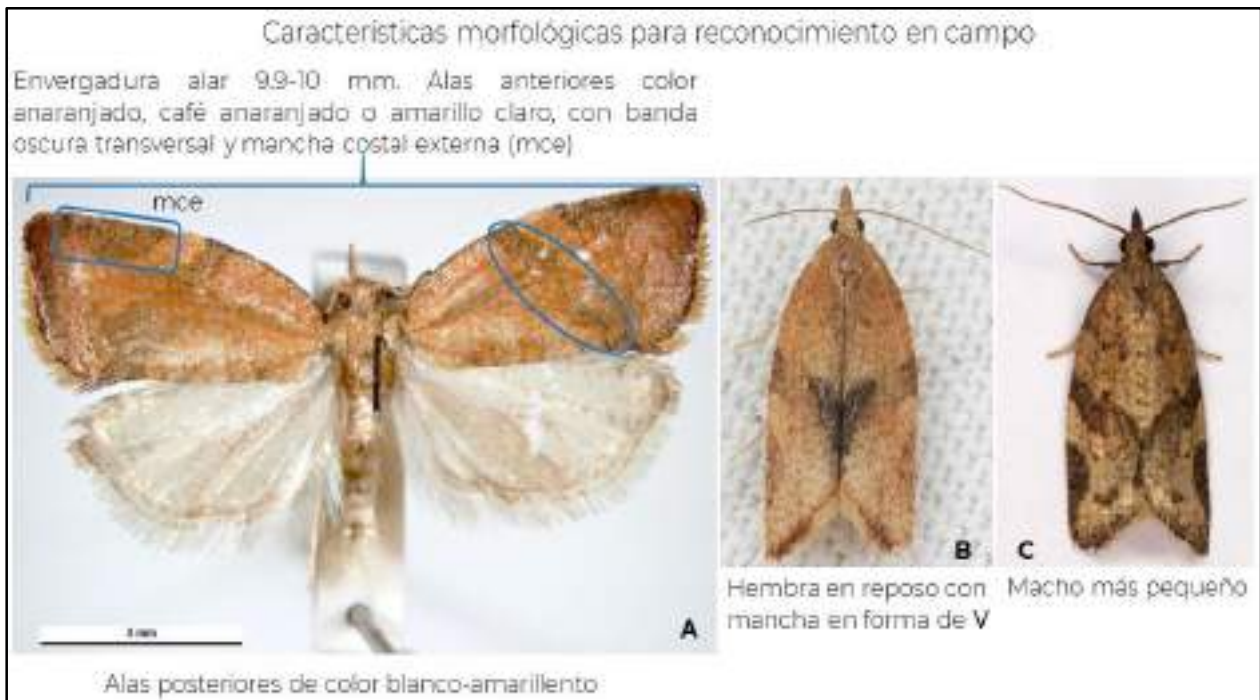 Características morfológicas para reconocimiento en campo
Envergadura alar 9.9-10 mm. Alas anteriores color
anaranjado, café anaranjado o amarillo claro, con banda
oscura transversal y mancha costal externa (mce)
mce
A
B
C
Hembra en reposo con
mancha en forma de V
Macho más pequeño
Alas posteriores de color blanco-amarillento